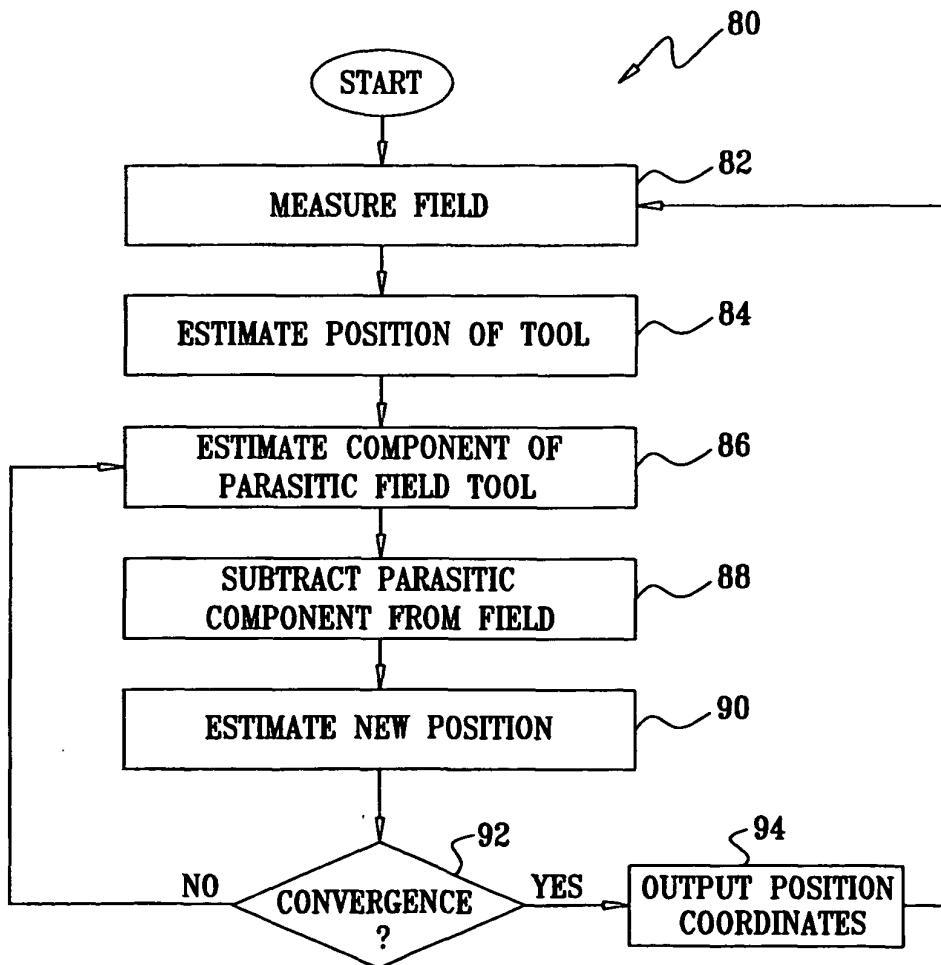 80
START
82
MEASURE FIELD
84
ESTIMATE POSITION OF TOOL
86
ESTIMATE COMPONENT OF
PARASITIC FIELD TOOL
88
SUBTRACT PARASITIC
COMPONENT FROM FIELD
90
ESTIMATE NEW POSITION
92
94
NO
CONVERGENCE
?
YES
OUTPUT POSITION
COORDINATES